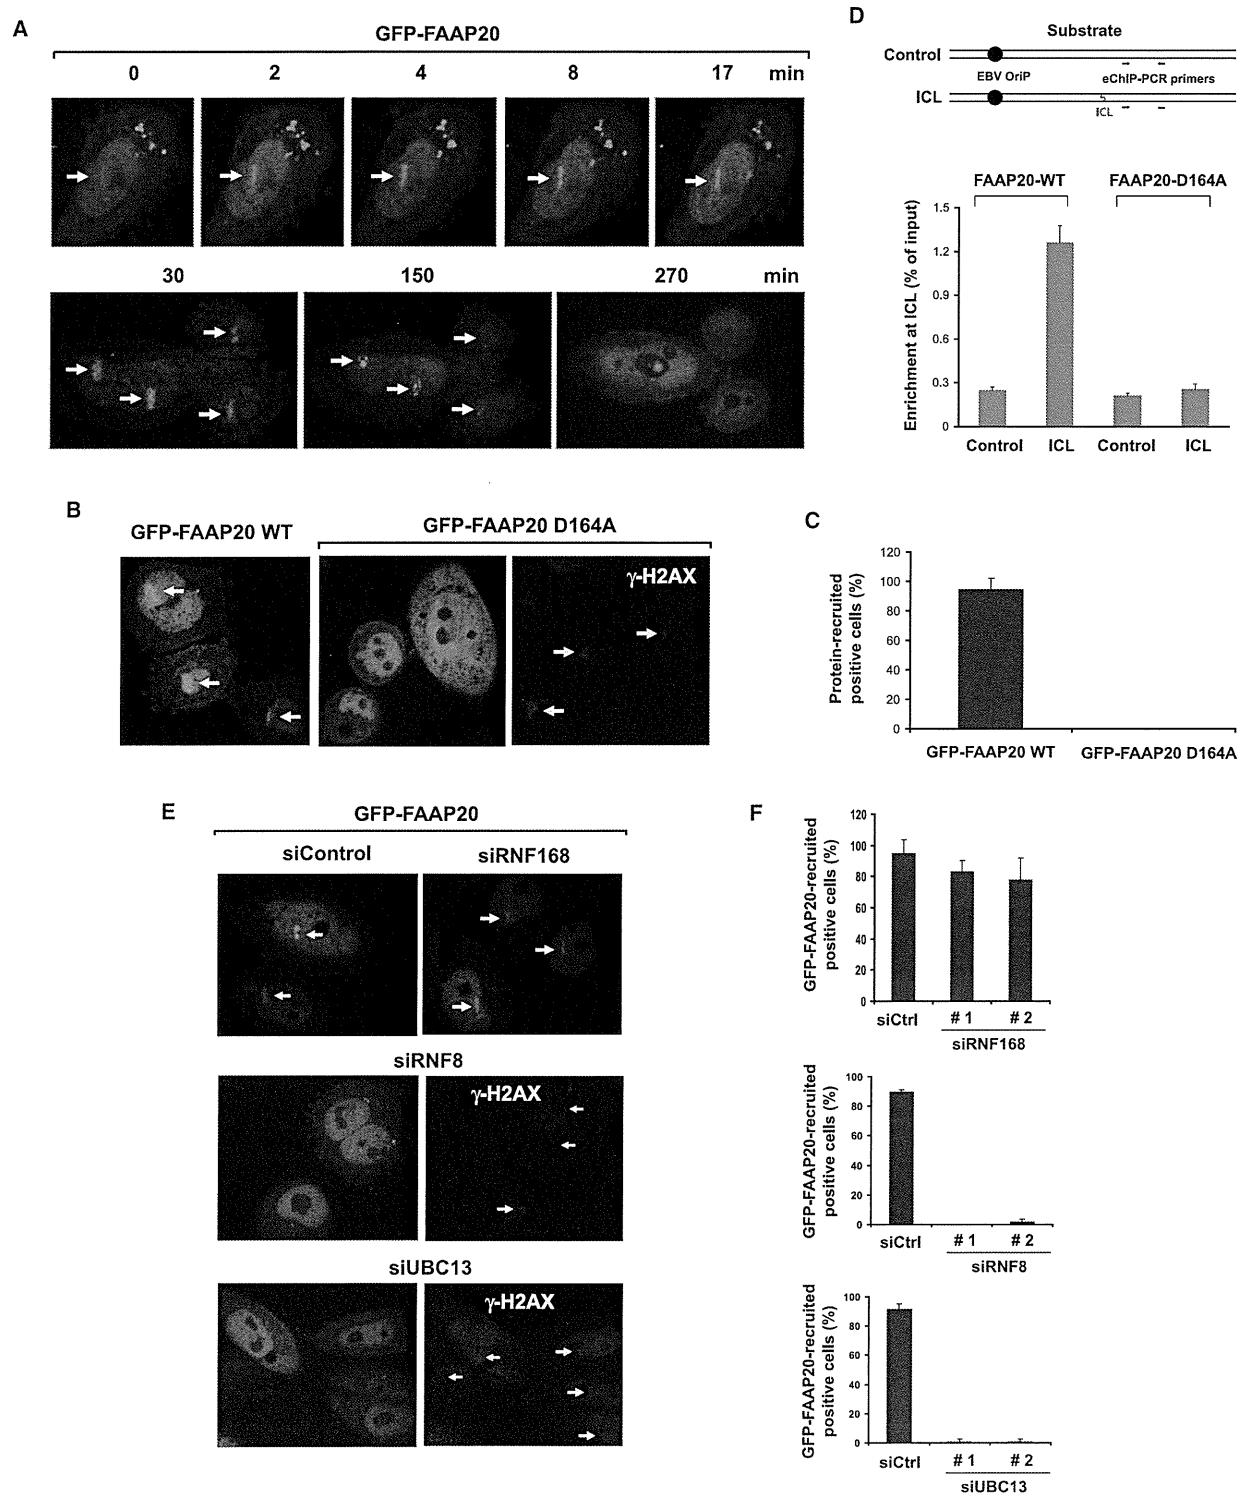 A
GFP-FAAP20
0 2 4 8 17 min
30 150 270 min
B
GFP-FAAP20 WT
GFP-FAAP20 D164A
γ-H2AX
D
Substrate
Control
EBV OriP
eChIP-PCR primers
ICL
ICL
FAAP20-WT FAAP20-D164A
Enrichment at ICL (% of input)
1.5
1.2
0.9
0.6
0.3
0
Control ICL Control ICL
C
Protein-recruited
positive cells (%)
120
100
80
60
40
20
0
GFP-FAAP20 WT GFP-FAAP20 D164A
E
GFP-FAAP20
siControl siRNF168
siRNF8
γ-H2AX
siUBC13
γ-H2AX
F
GFP-FAAP20-recruited
positive cells (%)
120
100
80
60
40
20
0
siCtrl # 1 # 2
siRNF168
GFP-FAAP20-recruited
positive cells (%)
100
80
60
40
20
0
siCtrl # 1 # 2
siRNF8
GFP-FAAP20-recruited
positive cells (%)
100
80
60
40
20
0
siCtrl # 1 # 2
siUBC13